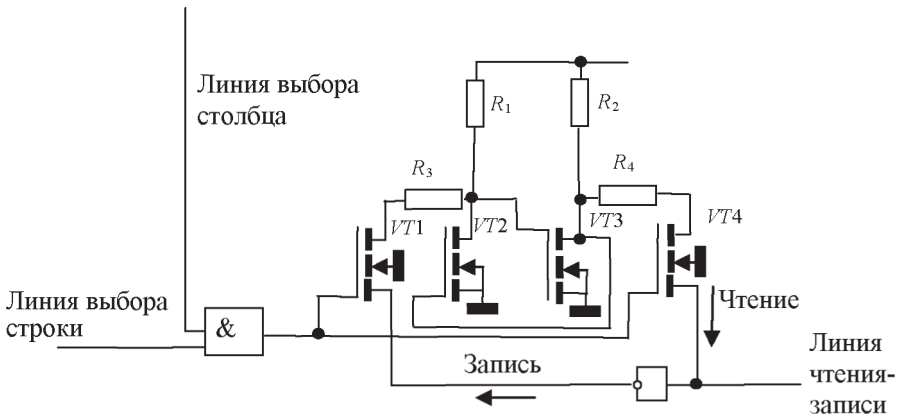 Линия выбора
столбца
R1
R2
R3
R4
VT1
VT2
VT3
VT4
Линия выбора
строки
&
Чтение
Запись
Линия
чтения-
записи